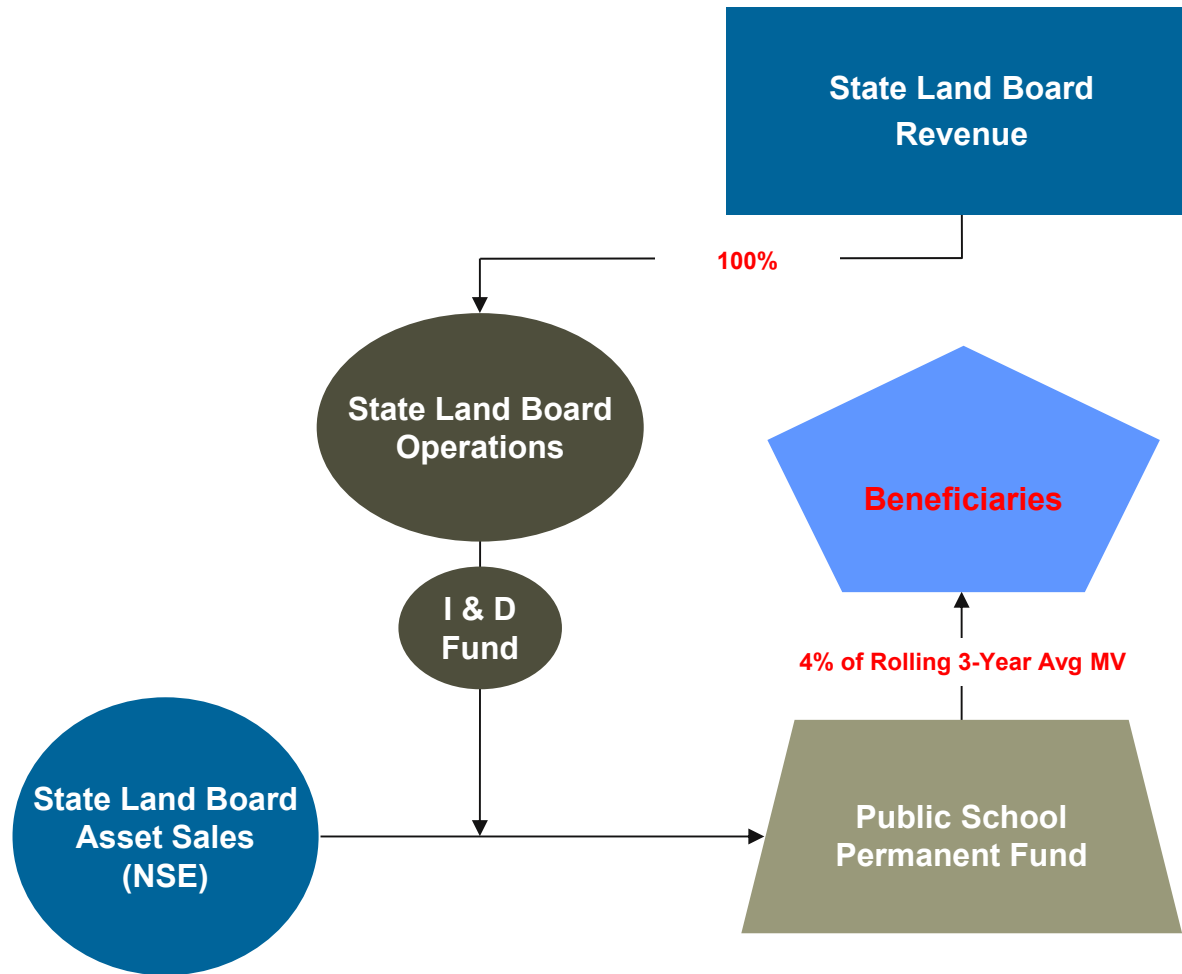 State Land Board
Revenue
100%
State Land Board
Operations
Beneficiaries
I & D
Fund
4% of Rolling 3-Year Avg MV
State Land Board
Asset Sales
(NSE)
Public School
Permanent Fund